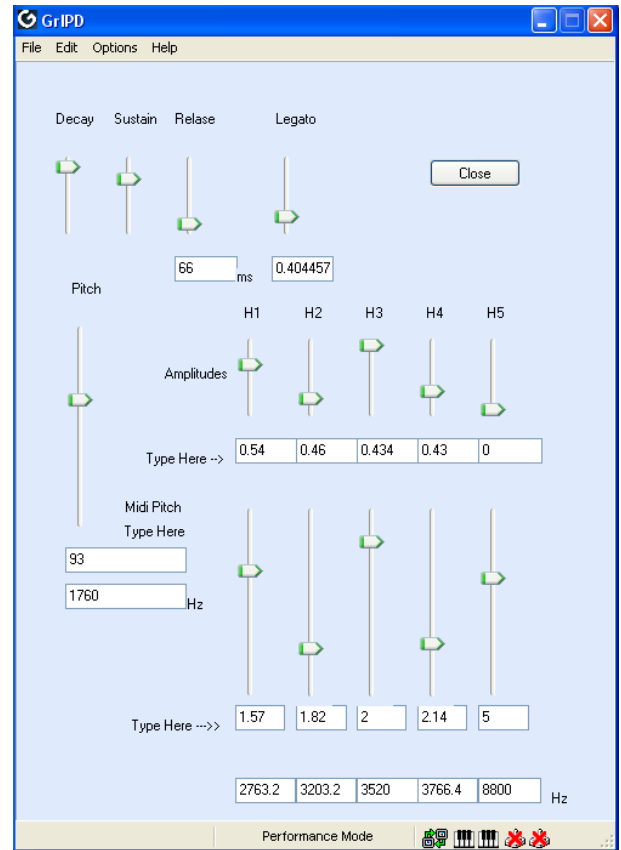 GrIPD
File Edit Options Help
Decay Sustain Relase Legato
Close
66 ms 0.404457
Pitch
H1 H2 H3 H4 H5
Amplitudes
Type Here --> 0.54 0.46 0.434 0.43 0
Midi Pitch
Type Here
93
1760 Hz
Type Here --->> 1.57 1.82 2 2.14 5
2763.2 3203.2 3520 3766.4 8800 Hz
Performance Mode